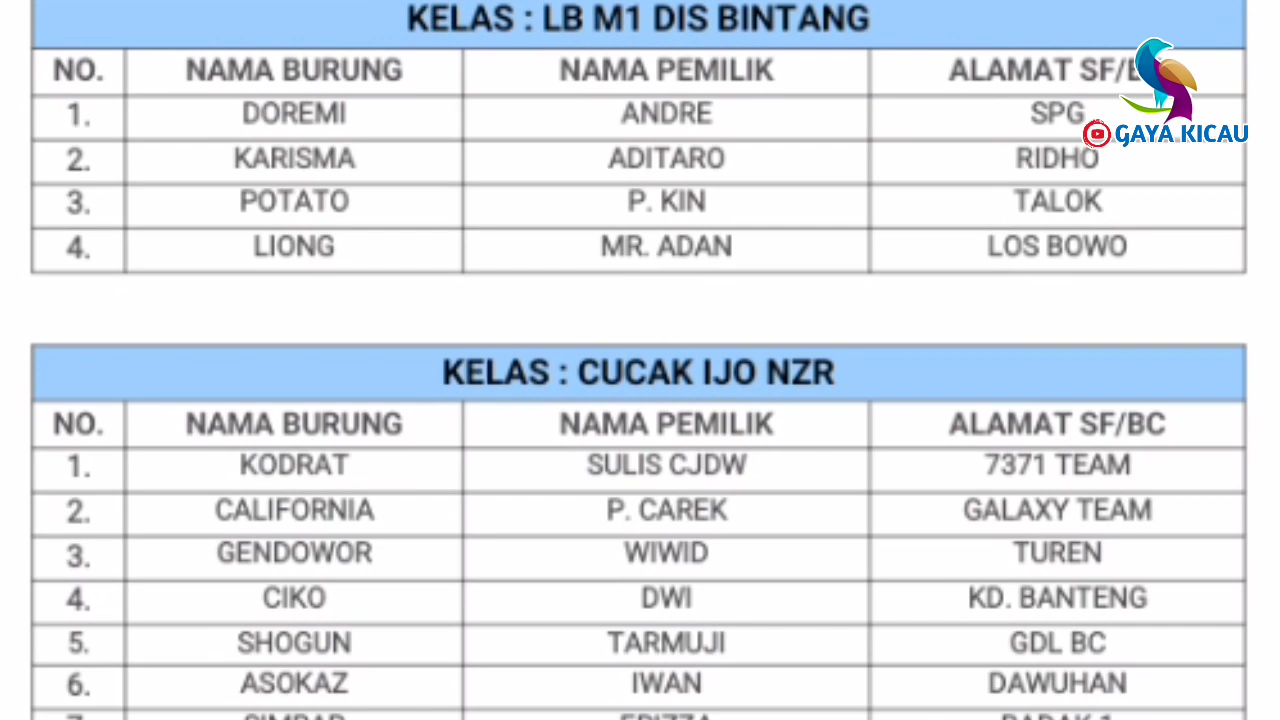 KELAS : LB M1 DIS BINTANG
NO. NAMA BURUNG NAMA PEMILIK ALAMAT
1. DOREMI ANDRE SPG
2. KARISMA ADITARO RIDHO
3. POTATO P. KIN TALOK
4. LIONG MR. ADAN LOS BOWO
GAYA KICAU
KELAS : CUCAK IJO NZR
NO. NAMA BURUNG NAMA PEMILIK ALAMAT SF/BC
1. KODRAT SULIS CJDW 7371 TEAM
2. CALIFORNIA P. CAREK GALAXY TEAM
3. GENDOWOR WIWID TUREN
4. CIKO DWI KD. BANTENG
5. SHOGUN TARMUJI GDL BC
6. ASOKAZ IWAN DAWUHAN